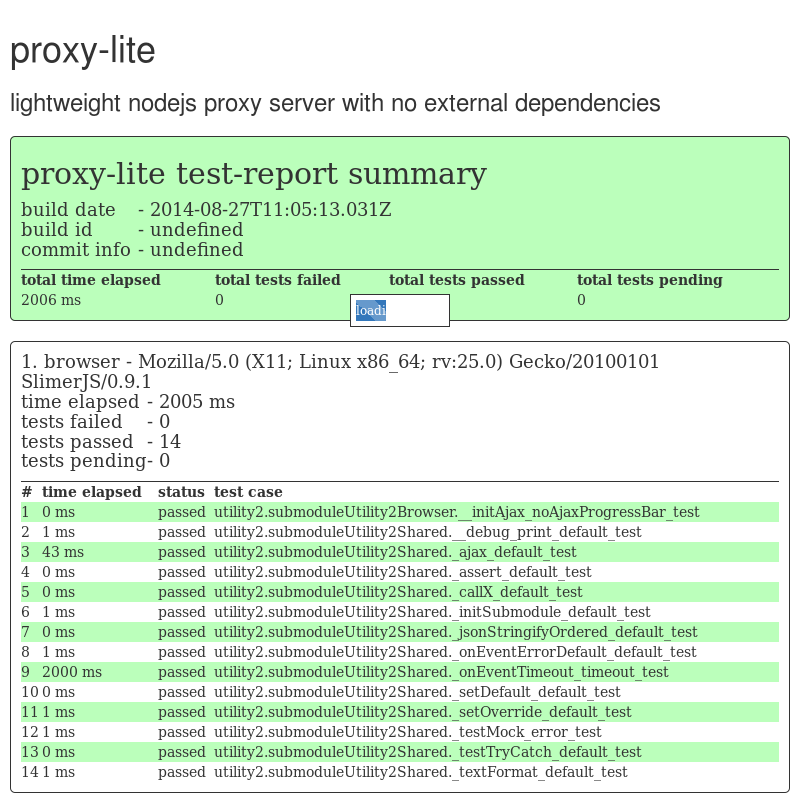 proxy-lite
lightweight nodejs proxy server with no external dependencies
proxy-lite test-report summary
build date - 2014-08-27T11:05:13.031Z
build id - undefined
commit info - undefined
total time elapsed total tests failed total tests passed total tests pending
2006 ms 0 0
loadi
1. browser - Mozilla/5.0 (X11; Linux x86_64; rv:25.0) Gecko/20100101
SlimerJS/0.9.1
time elapsed - 2005 ms
tests failed - 0
tests passed - 14
tests pending- 0
# time elapsed status test case
1 0 ms passed utility2.submoduleUtility2Browser.__initAjax_noAjaxProgressBar_test
2 1 ms passed utility2.submoduleUtility2Shared.__debug_print_default_test
3 43 ms passed utility2.submoduleUtility2Shared._ajax_default_test
4 0 ms passed utility2.submoduleUtility2Shared._assert_default_test
5 0 ms passed utility2.submoduleUtility2Shared._callX_default_test
6 1 ms passed utility2.submoduleUtility2Shared._initSubmodule_default_test
7 0 ms passed utility2.submoduleUtility2Shared._jsonStringifyOrdered_default_test
8 1 ms passed utility2.submoduleUtility2Shared._onEventErrorDefault_default_test
9 2000 ms passed utility2.submoduleUtility2Shared._onEventTimeout_timeout_test
10 0 ms passed utility2.submoduleUtility2Shared._setDefault_default_test
11 1 ms passed utility2.submoduleUtility2Shared._setOverride_default_test
12 1 ms passed utility2.submoduleUtility2Shared._testMock_error_test
13 0 ms passed utility2.submoduleUtility2Shared._testTryCatch_default_test
14 1 ms passed utility2.submoduleUtility2Shared._textFormat_default_test